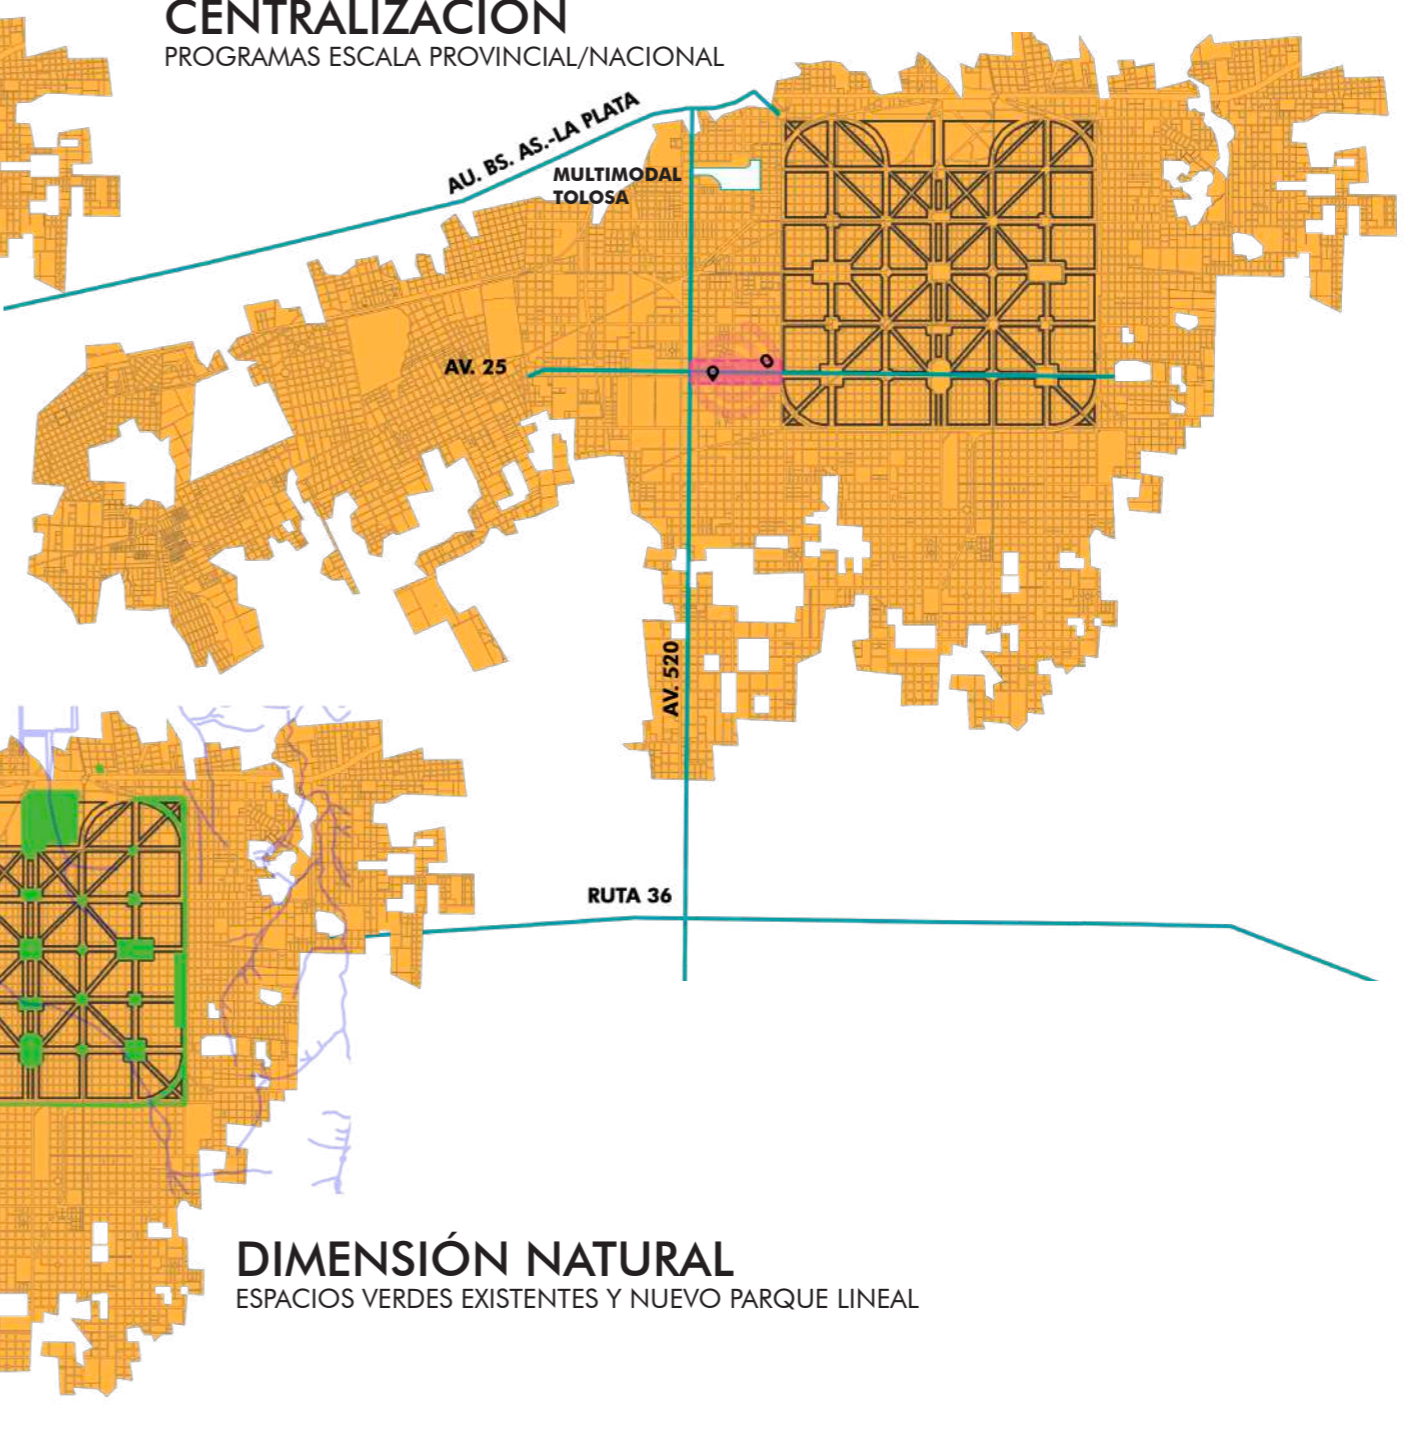 CENTRALIZACIÓN
PROGRAMAS ESCALA PROVINCIAL/NACIONAL
AU. BS. AS.-LA PLATA
MULTIMODAL
TOLOSA
AV. 25
AV. 520
RUTA 36
DIMENSIÓN NATURAL
ESPACIOS VERDES EXISTENTES Y NUEVO PARQUE LINEAL